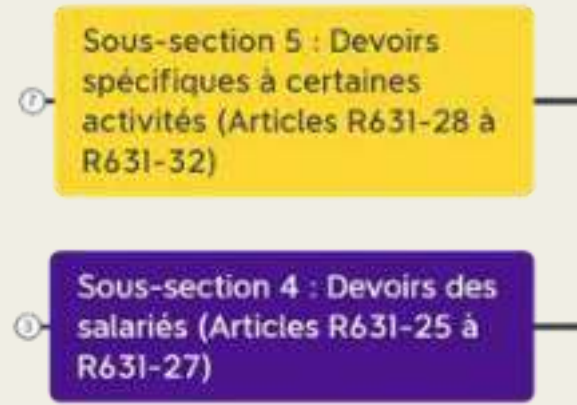 Sous-section 5 : Devoirs
spécifiques à certaines
activités (Articles R631-28 à
R631-32)
Sous-section 4 : Devoirs des
salariés (Articles R631-25 à
R631-27)
3